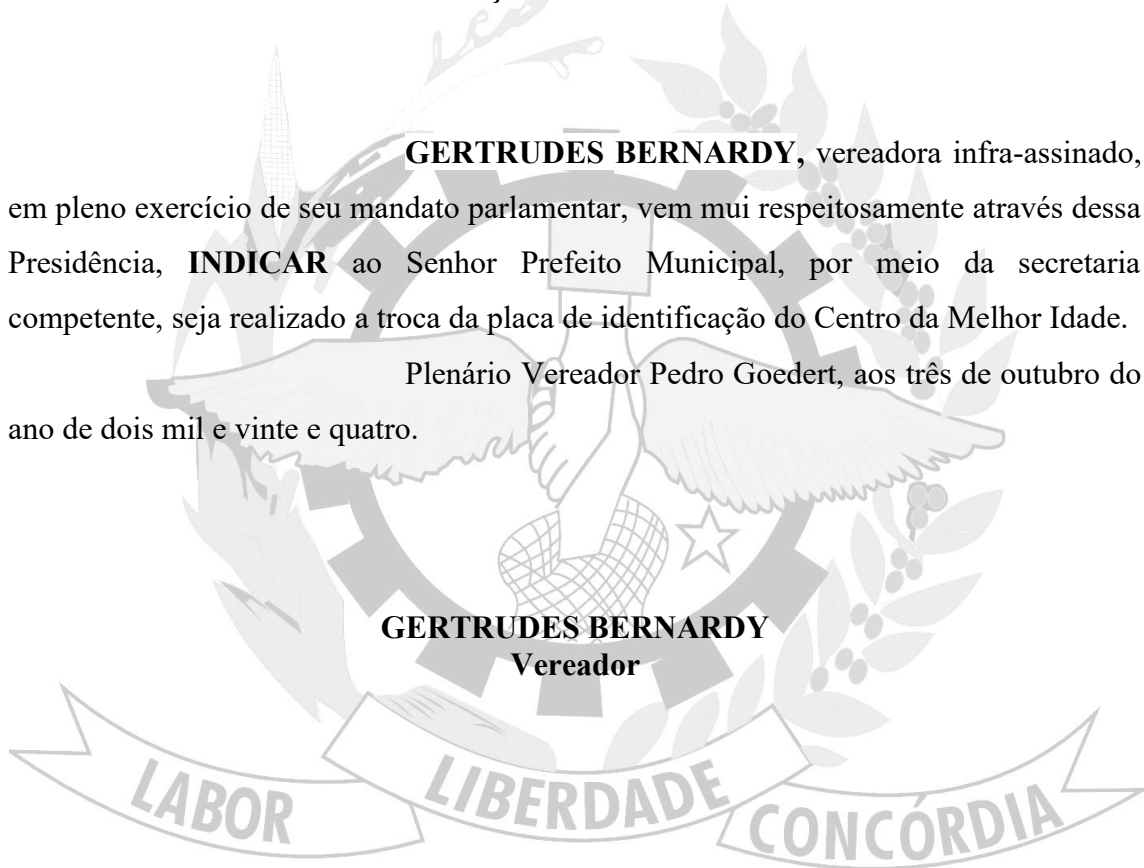 GERTRUDES BERNARDY, vereadora infra-assinado,
em pleno exercício de seu mandato parlamentar, vem mui respeitosamente através dessa
Presidência, INDICAR ao Senhor Prefeito Municipal, por meio da secretaria
competente, seja realizado a troca da placa de identificação do Centro da Melhor Idade.
Plenário Vereador Pedro Goedert, aos três de outubro do
ano de dois mil e vinte e quatro.
GERTRUDES BERNARDY
Vereador
LABOR LIBERDADE CONCÓRDIA